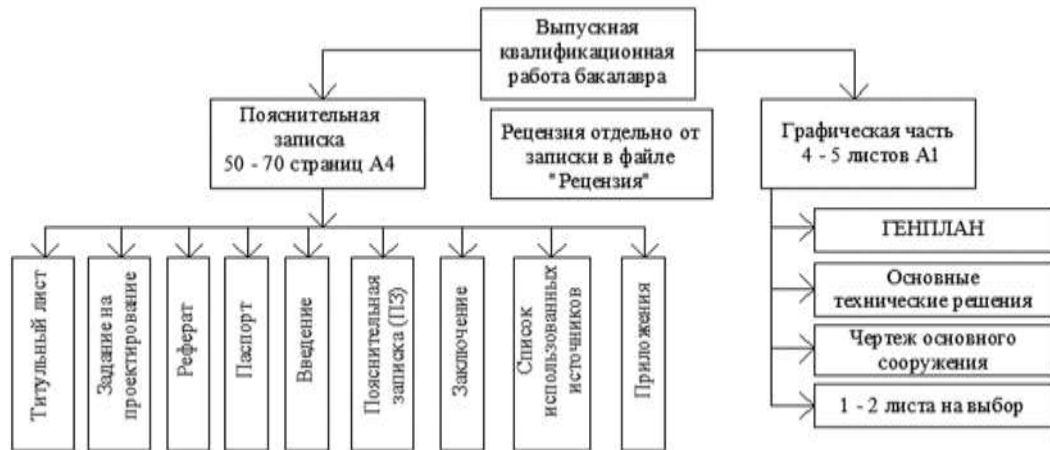 Выпускная
квалификационная
работа бакалавра
Пояснительная
записка
50 - 70 страниц А4
Рецензия отдельно от
записки в файле
"Рецензия"
Графическая часть
4 - 5 листов А1
Титульный лист
Задание на
проектирование
Реферат
Паспорт
Введение
Пояснительная
записка (ПЗ)
Заключение
Список
использованных
источников
Приложения
ГЕНПЛАН
Основные
технические решения
Чертеж основного
сооружения
1 - 2 листа на выбор